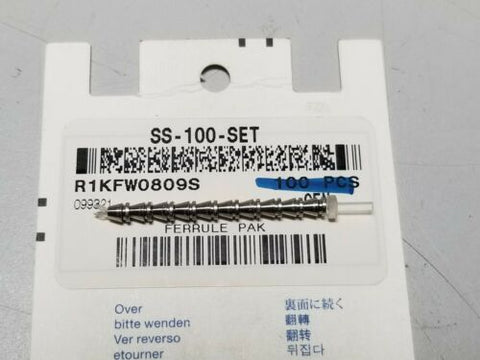 SS-100-SET
R1KFW0809S 100 PCS
099321
FERRULE PAK
Over
bitte wenden
Ver reverso
etourner
裏面に続く
翻轉
翻转
뒤집다